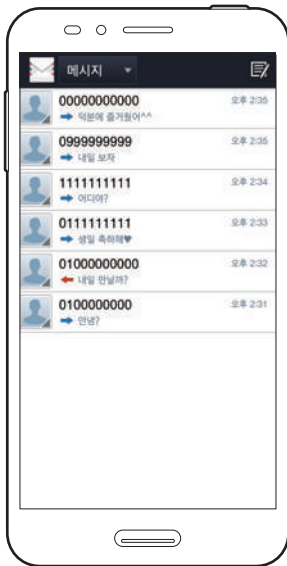 메시지
00000000000
오후 2:35
덕분에 즐거웠어^^
0999999999
오후 2:35
내일 보자
1111111111
오후 2:34
어디야?
0111111111
오후 2:33
생일 축하해♥
01000000000
오후 2:32
내일 만날까?
0100000000
오후 2:31
안녕?